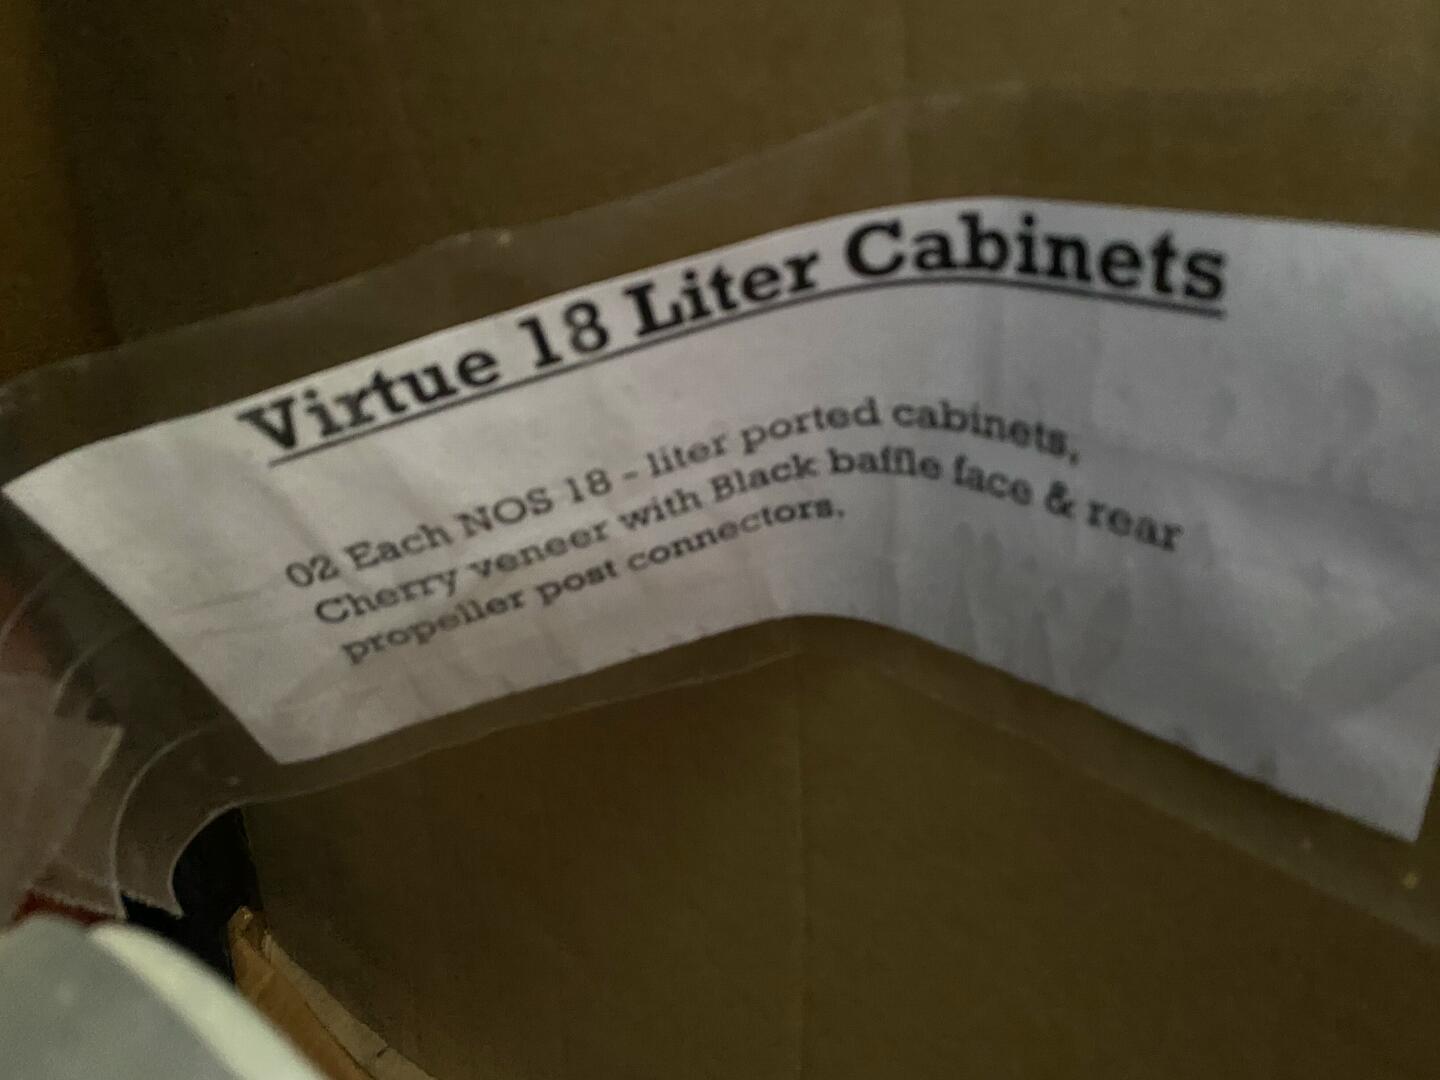 Virtue 18 Liter Cabinets
02 Each NOS 18 - liter ported cabinets,
Cherry veneer with Black baffle face & rear
propeller post connectors.